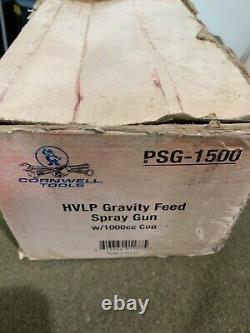 PSG-1500
CORNWELL
TOOLS
HVLP Gravity Feed
Spray Gun
w/1000cc Cup